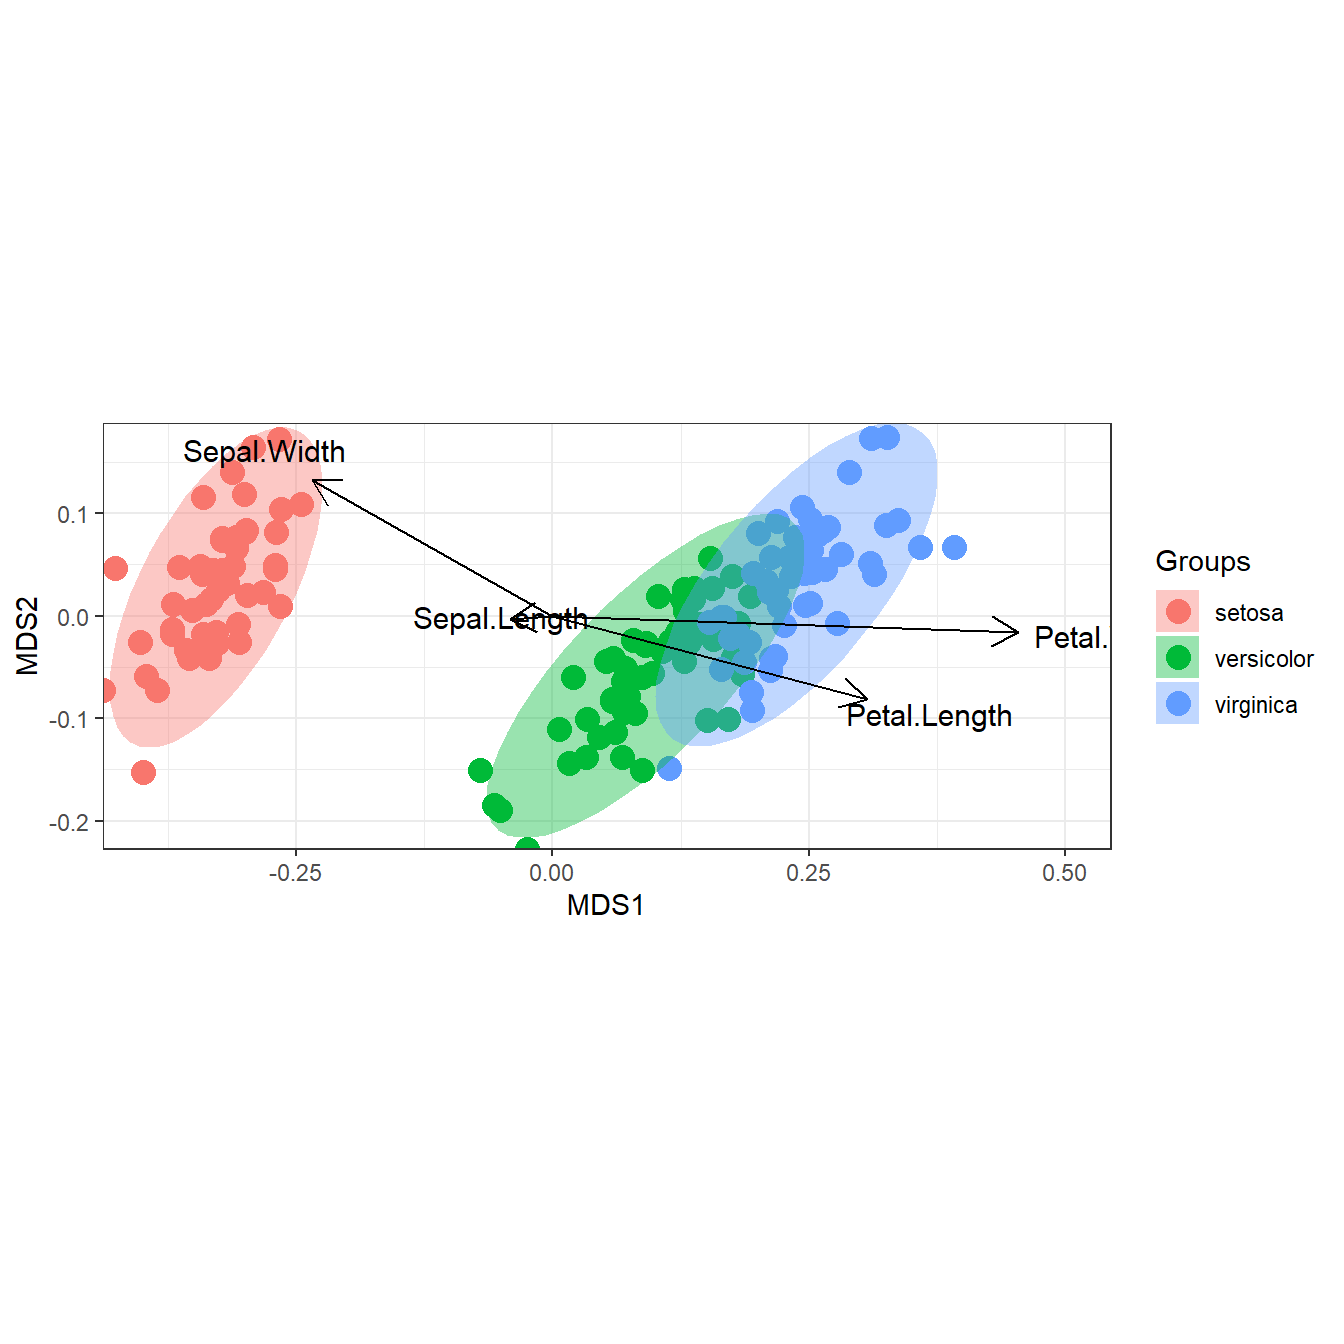 Sepal.Width
Sepal.Length
Petal.
Petal.Length
MDS2
0.1
0.0
-0.1
-0.2
-0.25
0.00
0.25
0.50
MDS1
Groups
setosa
versicolor
virginica